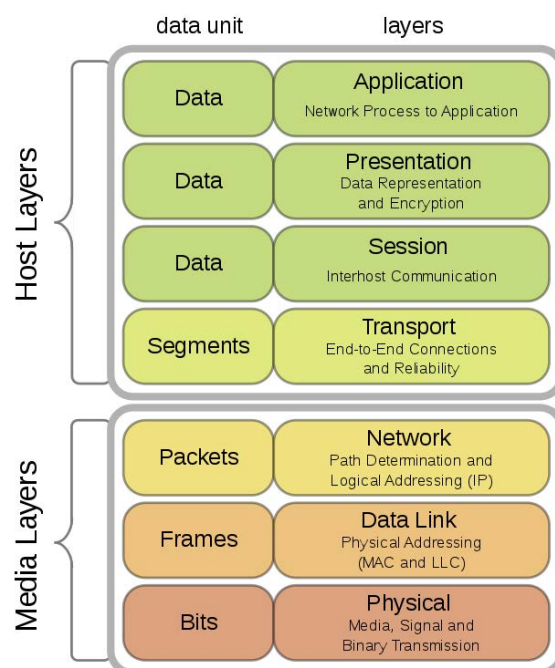 data unit
layers
Host Layers
Data
Application
Network Process to Application
Data
Presentation
Data Representation
and Encryption
Data
Session
Interhost Communication
Segments
Transport
End-to-End Connections
and Reliability
Media Layers
Packets
Network
Path Determination and
Logical Addressing (IP)
Frames
Data Link
Physical Addressing
(MAC and LLC)
Bits
Physical
Media, Signal and
Binary Transmission